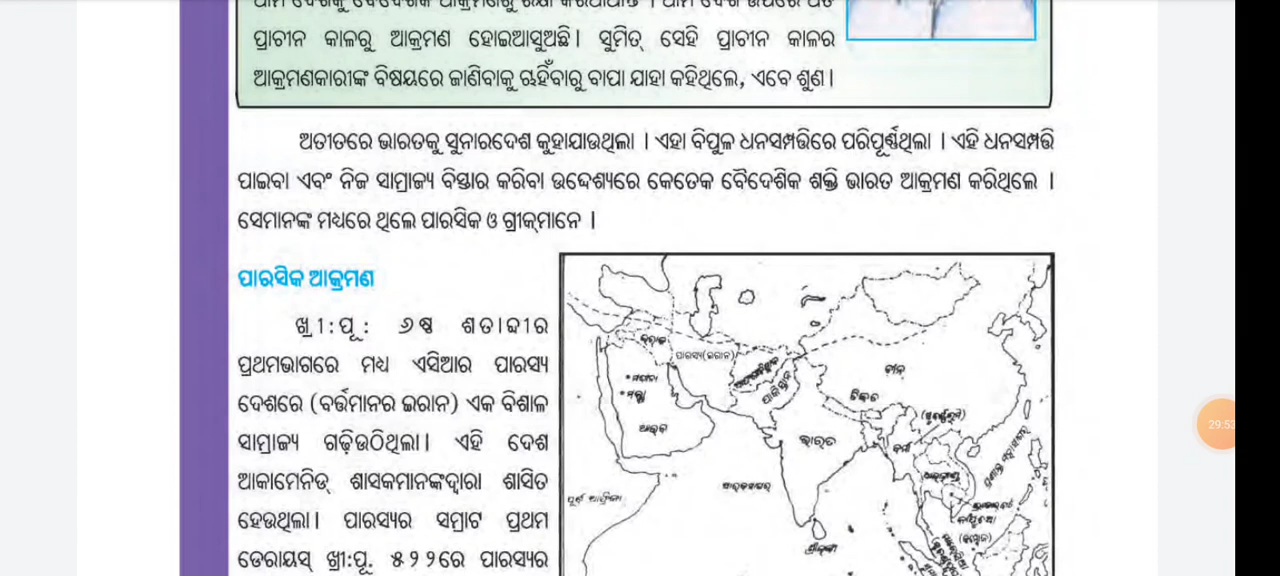 ପ୍ରାଚୀନ କାଳରୁ ଆକ୍ରମଣ ହୋଇଆସୁଅଛି। ସୁମିତ୍ ସେହି ପ୍ରାଚୀନ କାଳର
ଆକ୍ରମଣକାରୀଙ୍କ ବିଷୟରେ ଜାଣିବାକୁ ଚାହିଁବାରୁ ବାପା ଯାହା କହିଥିଲେ, ଏବେ ଶୁଣ।
ଅତୀତରେ ଭାରତକୁ ସୁନାରଦେଶ କୁହାଯାଉଥିଲା । ଏହା ବିପୁଳ ଧନସମ୍ପତ୍ତିରେ ପରିପୂର୍ଣ୍ଣଥିଲା । ଏହି ଧନସମ୍ପତ୍ତି
ପାଇବା ଏବଂ ନିଜ ସାମ୍ରାଜ୍ୟ ବିସ୍ତାର କରିବା ଉଦ୍ଦେଶ୍ୟରେ କେତେକ ବୈଦେଶିକ ଶକ୍ତି ଭାରତ ଆକ୍ରମଣ କରିଥିଲେ ।
ସେମାନଙ୍କ ମଧ୍ୟରେ ଥିଲେ ପାରସିକ ଓ ଗ୍ରୀକ୍‌ମାନେ ।
ପାରସିକ ଆକ୍ରମଣ
ଖ୍ରୀ:ପୂ: ୬ଷ୍ଠ ଶତାବ୍ଦୀର
ପ୍ରଥମଭାଗରେ ମଧ୍ୟ ଏସିଆର ପାରସ୍ୟ
ଦେଶରେ (ବର୍ତ୍ତମାନର ଇରାନ) ଏକ ବିଶାଳ
ସାମ୍ରାଜ୍ୟ ଗଢ଼ିଉଠିଥିଲା। ଏହି ଦେଶ
ଆକାମେନିଡ୍ ଶାସକମାନଙ୍କଦ୍ୱାରା ଶାସିତ
ହେଉଥିଲା। ପାରସ୍ୟର ସମ୍ରାଟ ପ୍ରଥମ
ଡେରାୟସ୍ ଖ୍ରୀ:ପୂ. ୫୨୨ରେ ପାରସ୍ୟର
ପାରସ୍ୟ(ଇରାନ)
ଚୀନ
ତିବ୍ବତ
ଭାରତ
ଆରବ
ପୂର୍ବ ଆଫ୍ରିକା
ଶ୍ରୀଲଙ୍କା
29:53